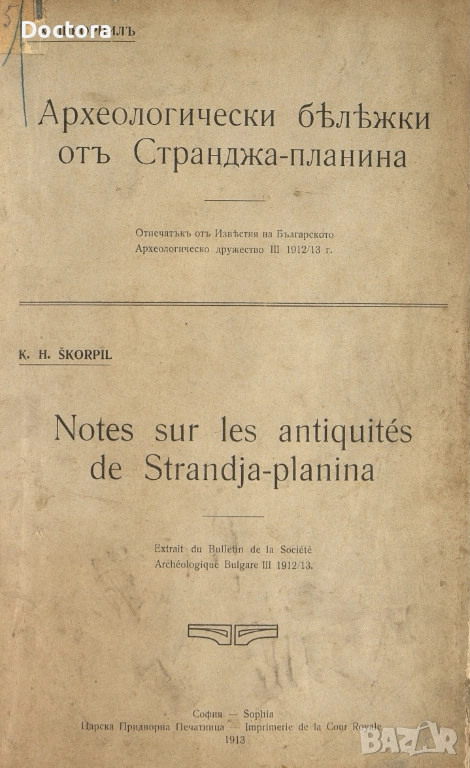 5
Doctora
Археологически бѣлѣжки
отъ Странджа-планина
Отпечатъкъ отъ Извѣстия на Българското
Археологическо дружество III 1912/13 г.
K. H. ŠKORPIL
Notes sur les antiquités
de Strandja-planina
Extrait du Bulletin de la Société
Archéologique Bulgare III 1912/13.
София — Sophia
Царска Придворна Печатница — Imprimerie de la Cour Royale
1913
BAZAR